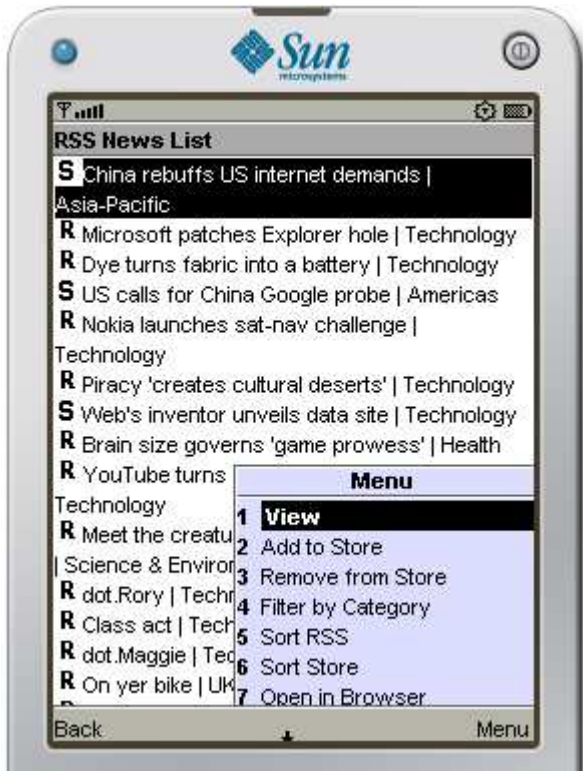 Sun
microsystems
RSS News List
S China rebuffs US internet demands |
Asia-Pacific
R Microsoft patches Explorer hole | Technology
R Dye turns fabric into a battery | Technology
S US calls for China Google probe | Americas
R Nokia launches sat-nav challenge |
Technology
R Piracy 'creates cultural deserts' | Technology
S Web's inventor unveils data site | Technology
R Brain size governs 'game prowess' | Health
R YouTube turns
Technology
R Meet the creatu
| Science & Environ
R dot.Rory | Techn
R Class act | Tech
R dot.Maggie | Tec
R On yer bike | UK
Menu
1 View
2 Add to Store
3 Remove from Store
4 Filter by Category
5 Sort RSS
6 Sort Store
7 Open in Browser
Back
Menu